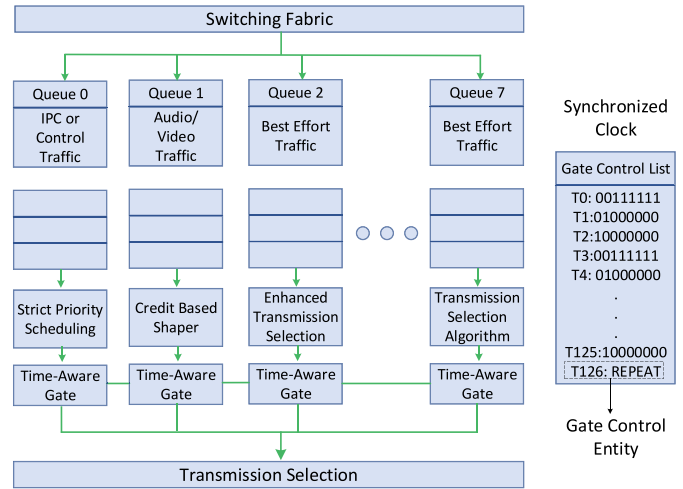 Switching Fabric
Queue 0
IPC or
Control
Traffic
Queue 1
Audio/
Video
Traffic
Queue 2
Best Effort
Traffic
Queue 7
Best Effort
Traffic
Strict Priority
Scheduling
Credit Based
Shaper
Enhanced
Transmission
Selection
Transmission
Selection
Algorithm
Time-Aware
Gate
Time-Aware
Gate
Time-Aware
Gate
Time-Aware
Gate
Transmission Selection
Synchronized
Clock
Gate Control List
T0: 00111111
T1:01000000
T2:10000000
T3:00111111
T4: 01000000
.
.
.
T125:10000000
T126: REPEAT
Gate Control
Entity